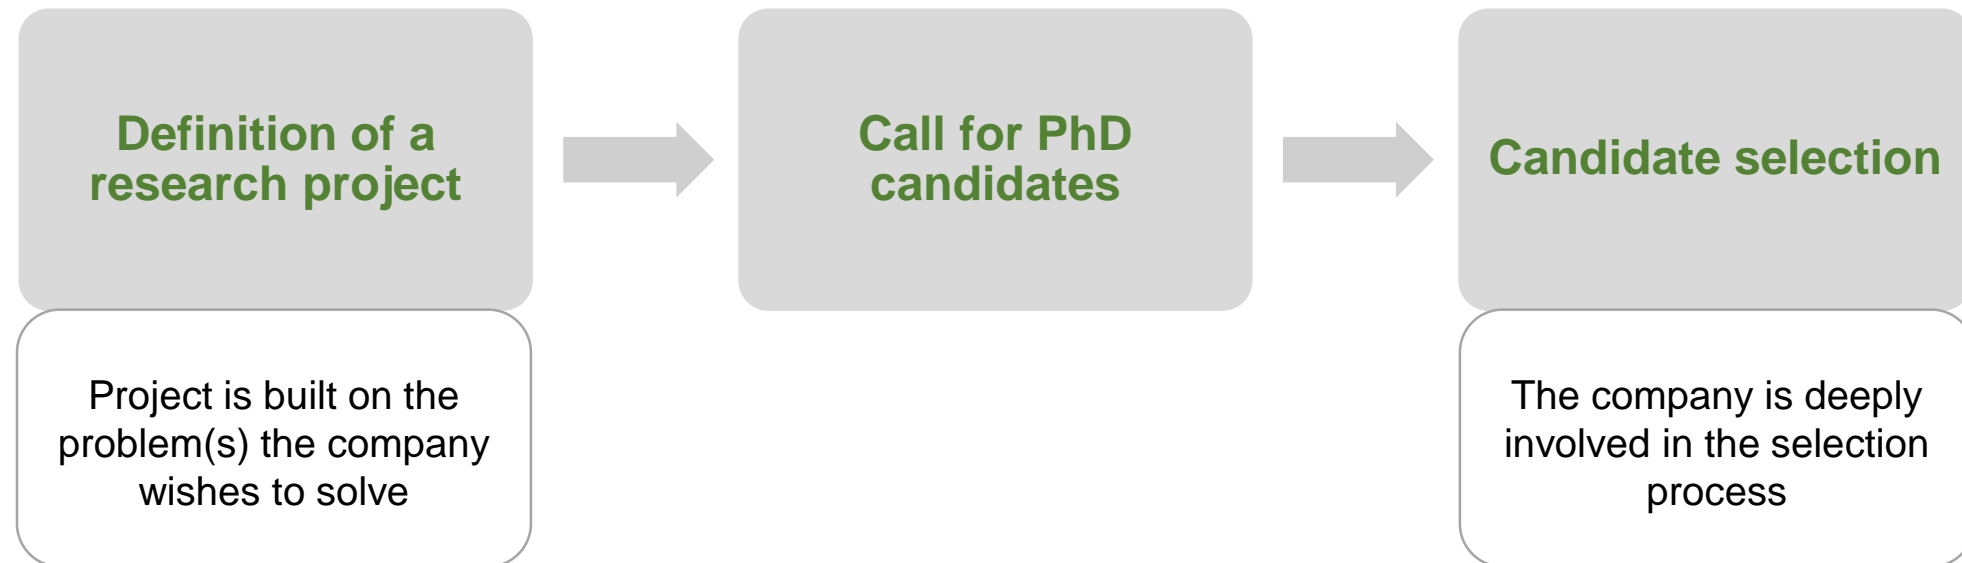 Definition of a
research project
Call for PhD
candidates
Candidate selection
Project is built on the
problem(s) the company
wishes to solve
The company is deeply
involved in the selection
process